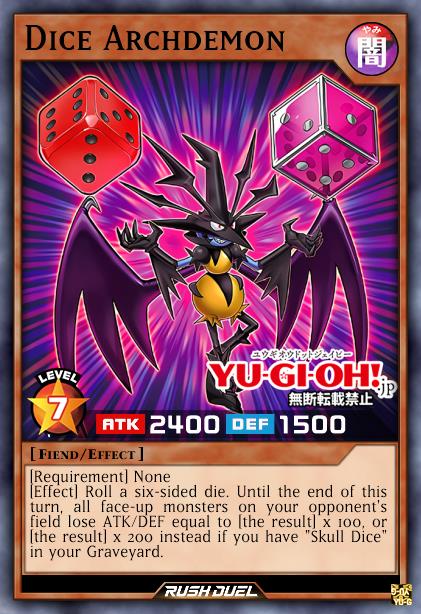 Dice Archdemon
やみ
闇
ユウギオウドットジェイピー
YU-GI-OH!.jp
無断転載禁止
LEVEL
7
ATK 2400 DEF 1500
[Fiend/Effect]
[Requirement] None
[Effect] Roll a six-sided die. Until the end of this
turn, all face-up monsters on your opponent's
field lose ATK/DEF equal to [the result] x 100, or
[the result] x 200 instead if you have "Skull Dice"
in your Graveyard.
RUSH DUEL